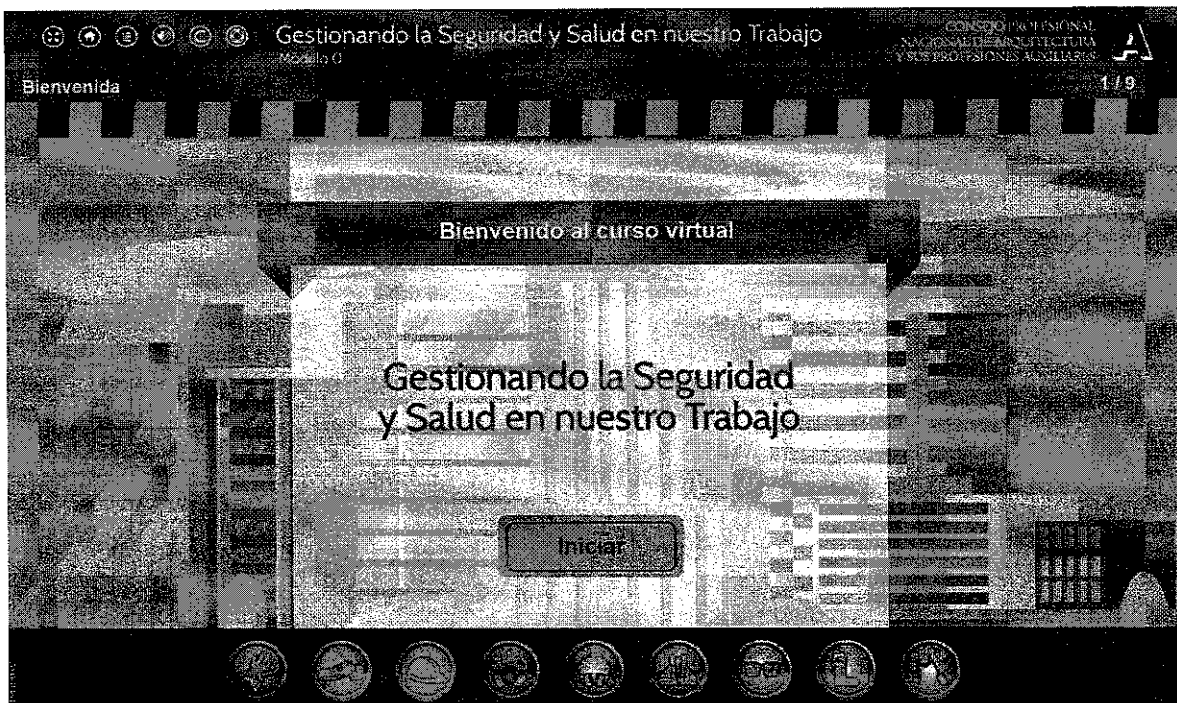 Gestionando la Seguridad y Salud en nuestro Trabajo
Módulo 0
CONSEJO PROFESIONAL
NACIONAL DE ARQUITECTURA
Y SUS PROFESIONES AUXILIARES
Bienvenida
1 / 9
Bienvenido al curso virtual
Gestionando la Seguridad
y Salud en nuestro Trabajo
Iniciar